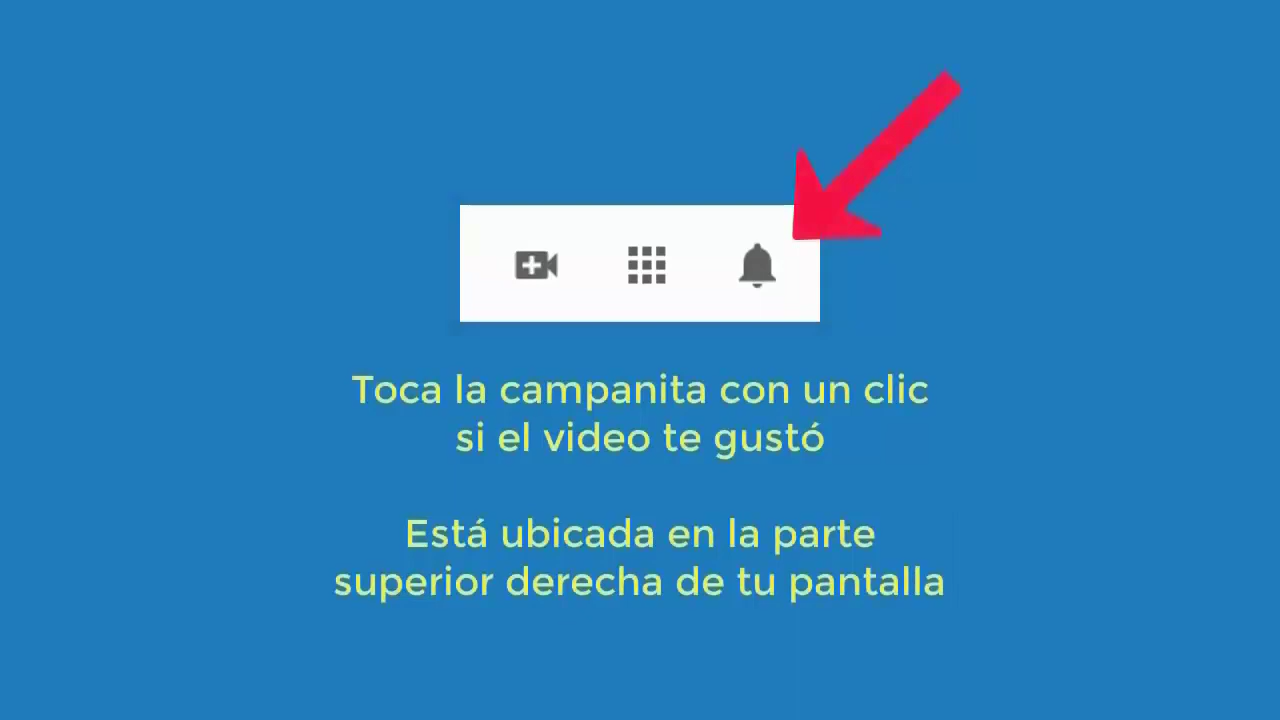 Toca la campanita con un clic
si el video te gustó
Está ubicada en la parte
superior derecha de tu pantalla